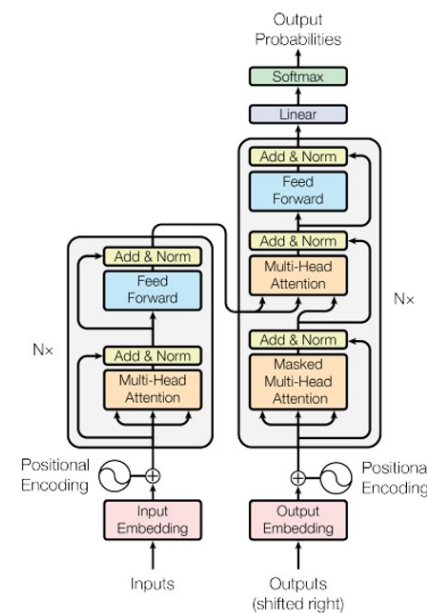 Output
Probabilities
Softmax
Linear
Add & Norm
Feed
Forward
Add & Norm
Multi-Head
Attention
Nx
Add & Norm
Masked
Multi-Head
Attention
Add & Norm
Feed
Forward
Nx
Add & Norm
Multi-Head
Attention
Positional
Encoding
Positional
Encoding
Input
Embedding
Output
Embedding
Inputs
Outputs
(shifted right)